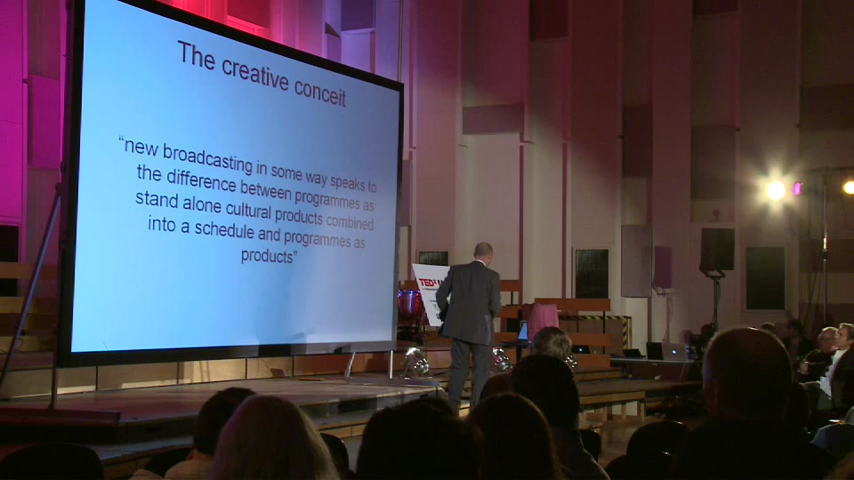 The creative conceit
“new broadcasting in some way speaks to
the difference between programmes as
stand alone cultural products combined
into a schedule and programmes as
products”